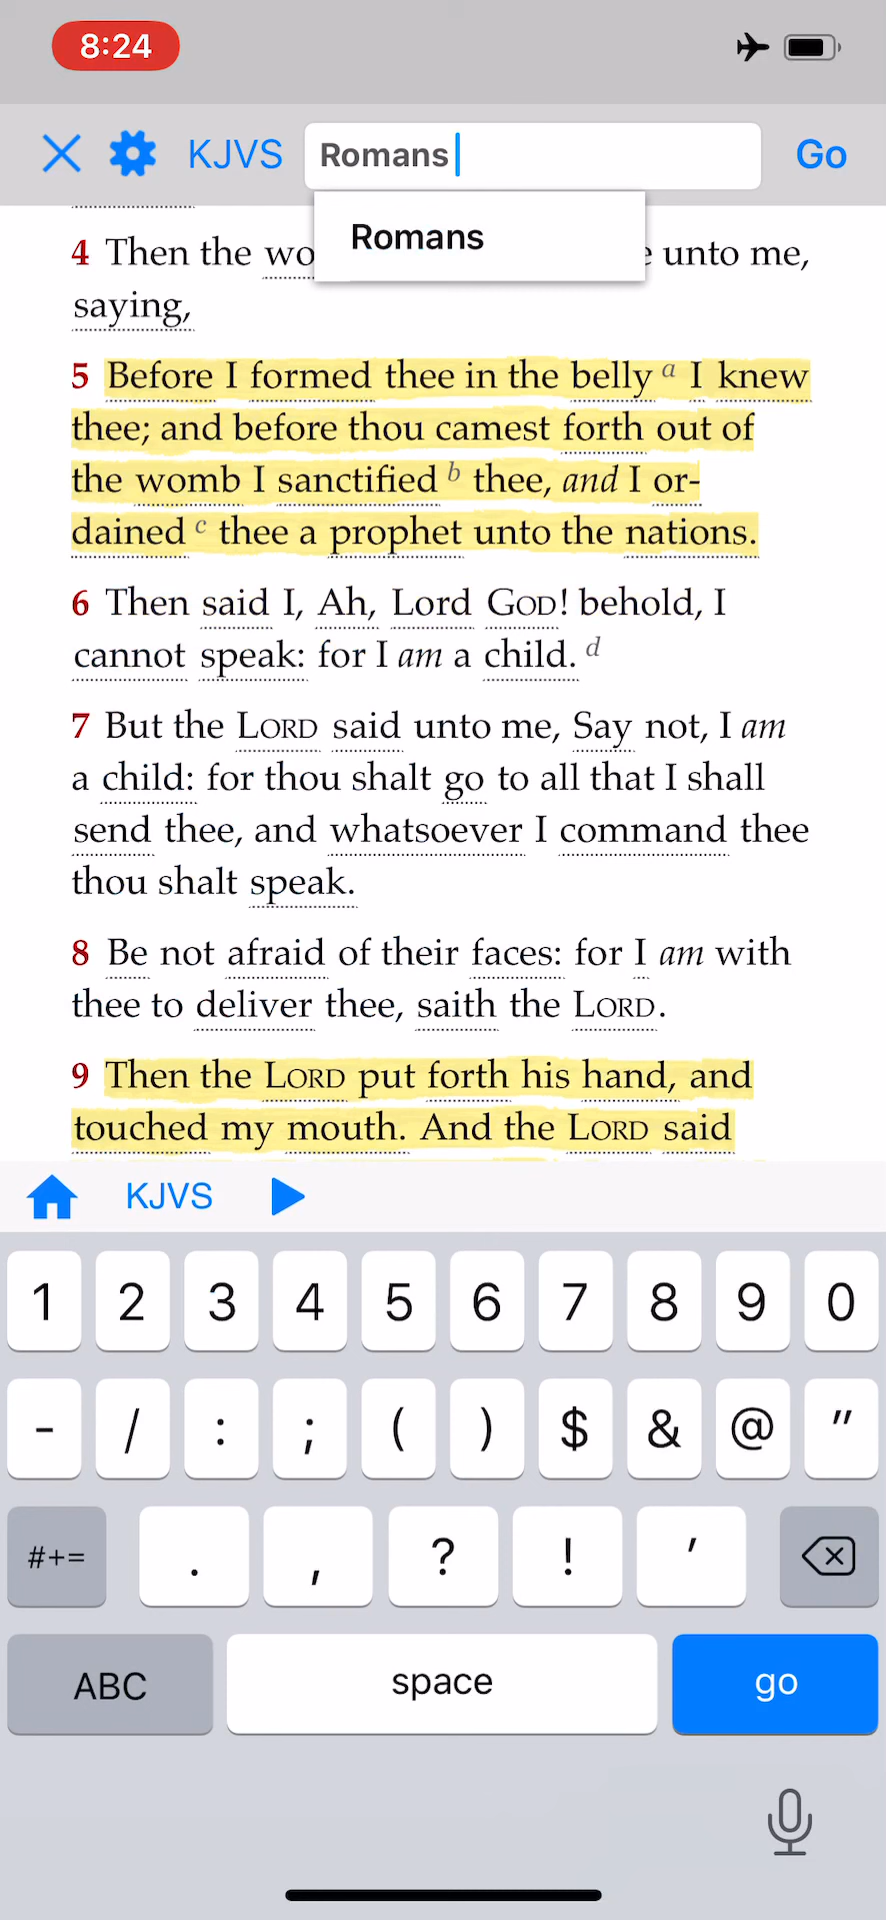 8:24
KJVS Romans Go
Romans
4 Then the wo e unto me,
saying,
5 Before I formed thee in the belly a I knew
thee; and before thou camest forth out of
the womb I sanctified b thee, and I or-
dained c thee a prophet unto the nations.
6 Then said I, Ah, Lord GOD! behold, I
cannot speak: for I am a child. d
7 But the LORD said unto me, Say not, I am
a child: for thou shalt go to all that I shall
send thee, and whatsoever I command thee
thou shalt speak.
8 Be not afraid of their faces: for I am with
thee to deliver thee, saith the LORD.
9 Then the LORD put forth his hand, and
touched my mouth. And the LORD said
KJVS
1 2 3 4 5 6 7 8 9 0
- / : ; ( ) $ & @ "
#+= . , ? ! '
ABC space go